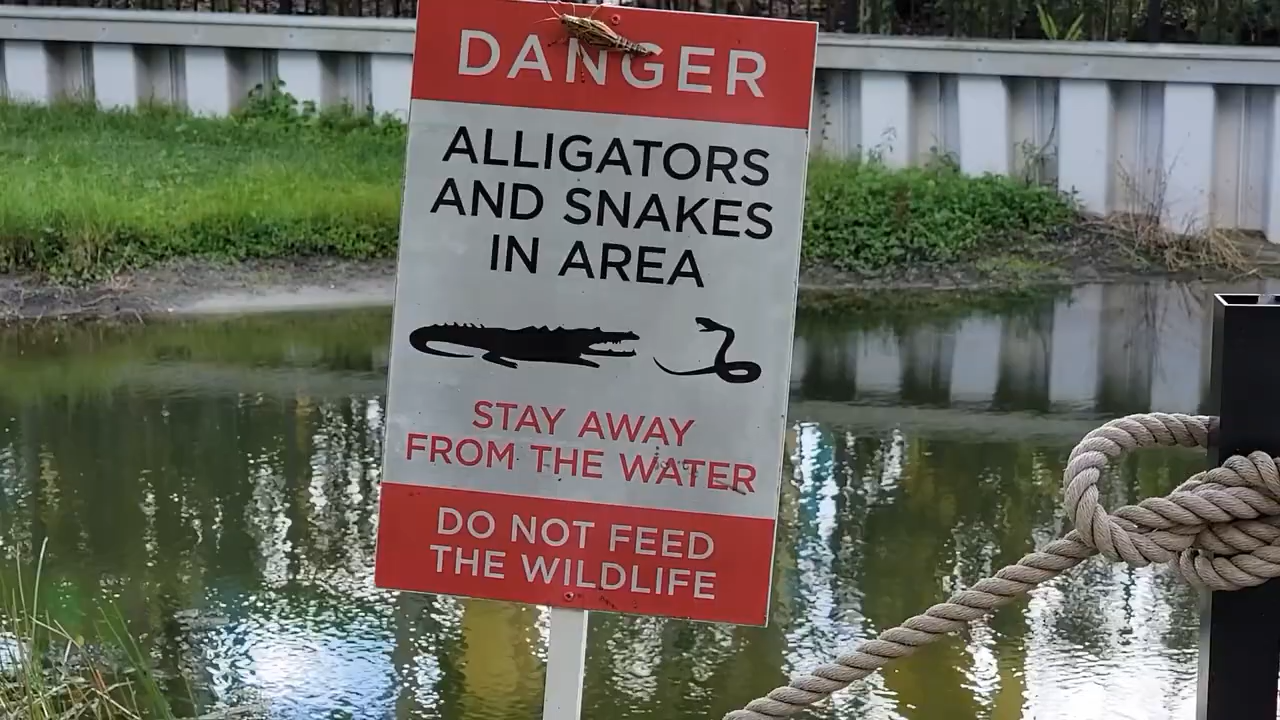 DANGER
ALLIGATORS
AND SNAKES
IN AREA
STAY AWAY
FROM THE WATER
DO NOT FEED
THE WILDLIFE